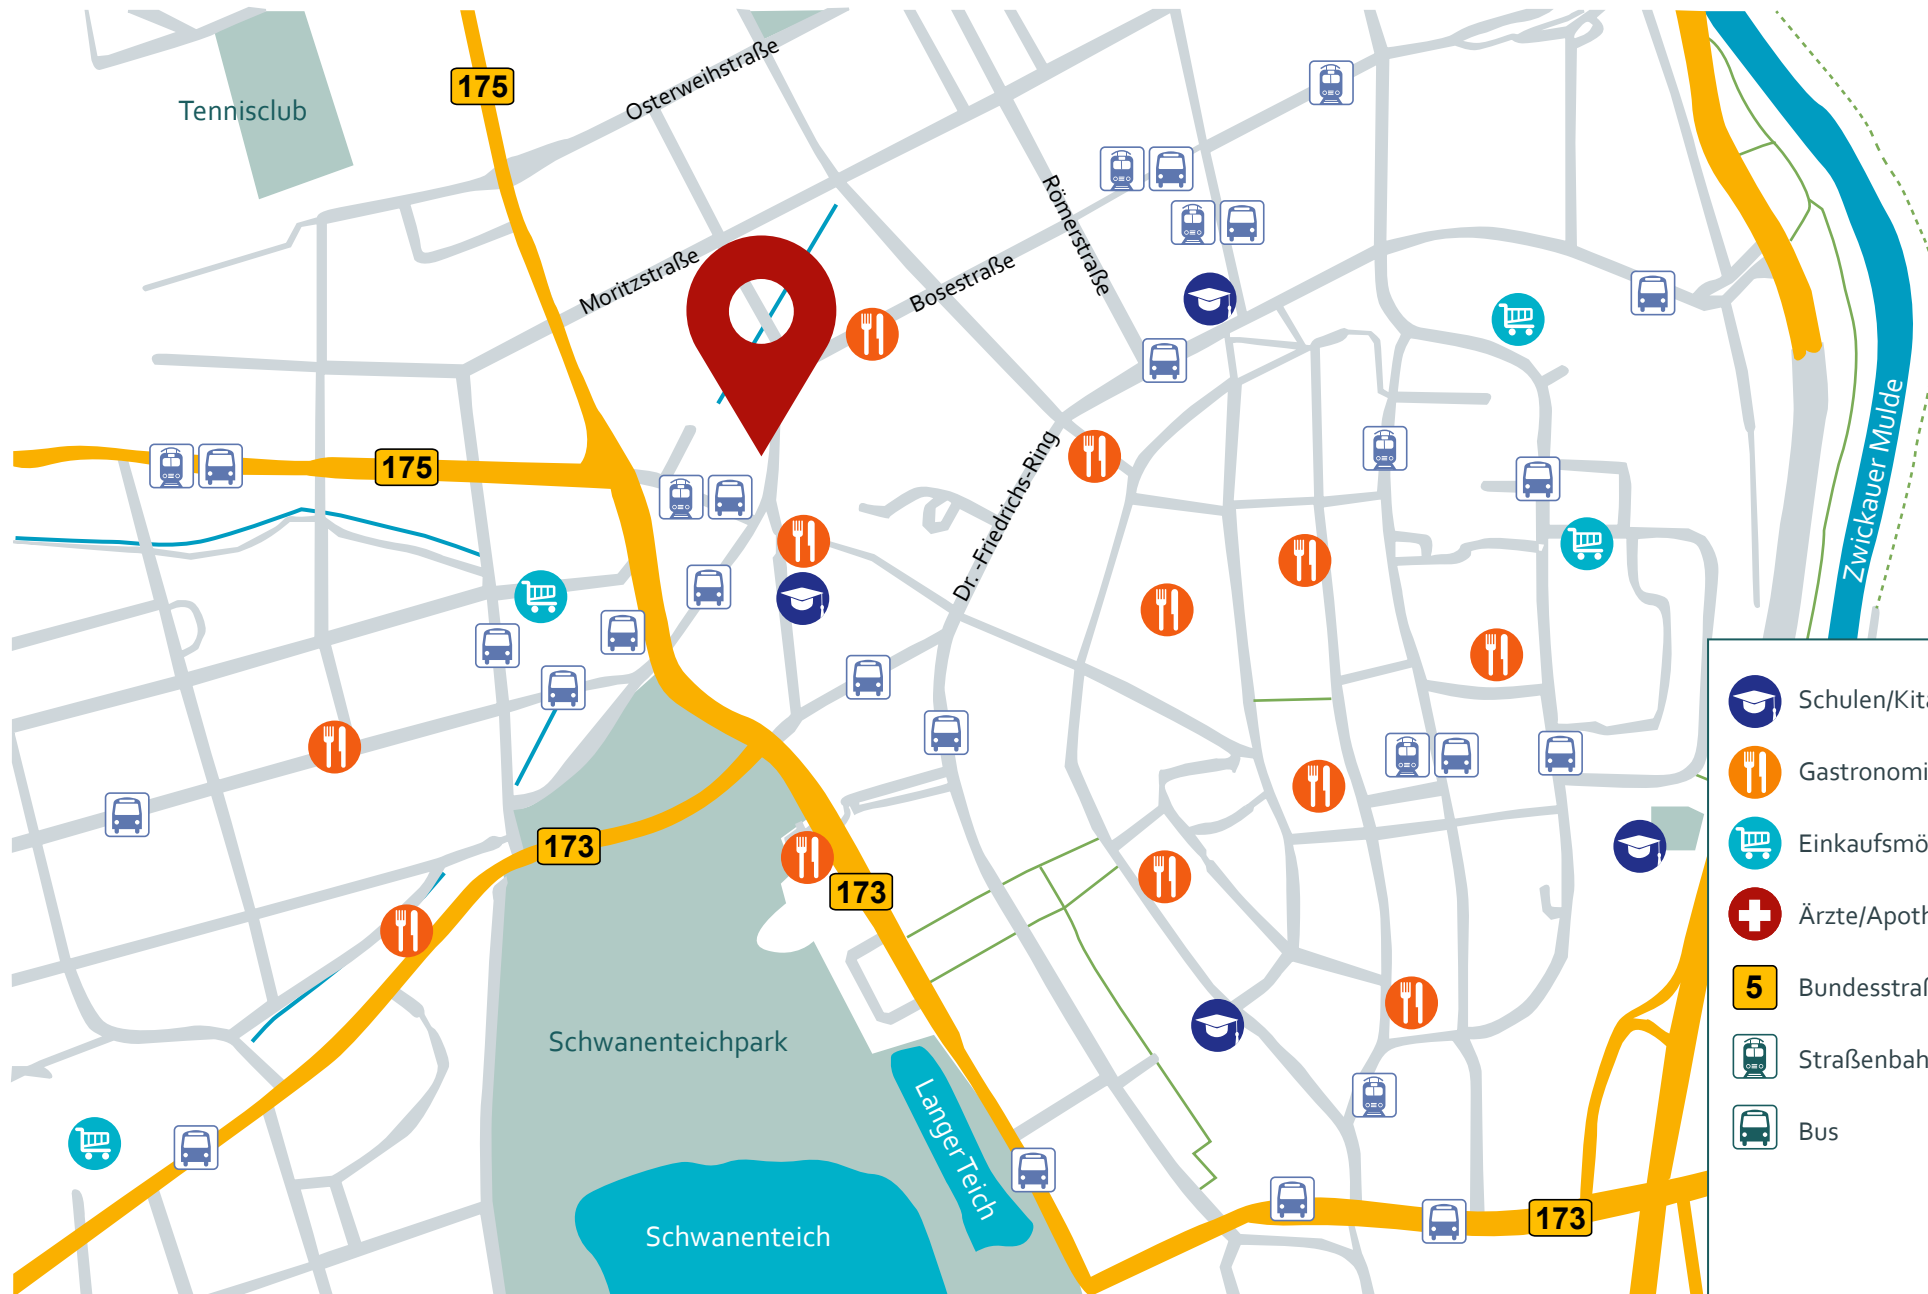 175
Tennisclub
Osterweihstraße
Römerstraße
Moritzstraße
Bosestraße
175
Dr. -Friedrichs-Ring
Zwickauer Mulde
173
173
Schwanenteichpark
Langer Teich
Schwanenteich
173
Schulen/Kita
Gastronomi
Einkaufsmö
Ärzte/Apoth
5 Bundesstraß
Straßenbah
Bus